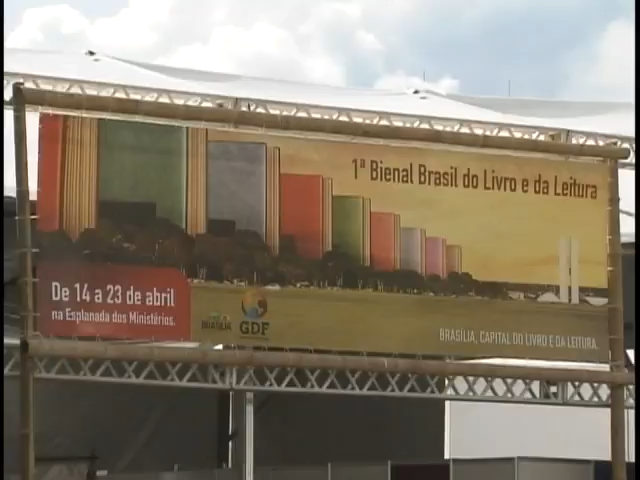 1ª Bienal Brasil do Livro e da Leitura
De 14 a 23 de abril
na Esplanada dos Ministérios.
BRASÍLIA GDF
BRASÍLIA, CAPITAL DO LIVRO E DA LEITURA.